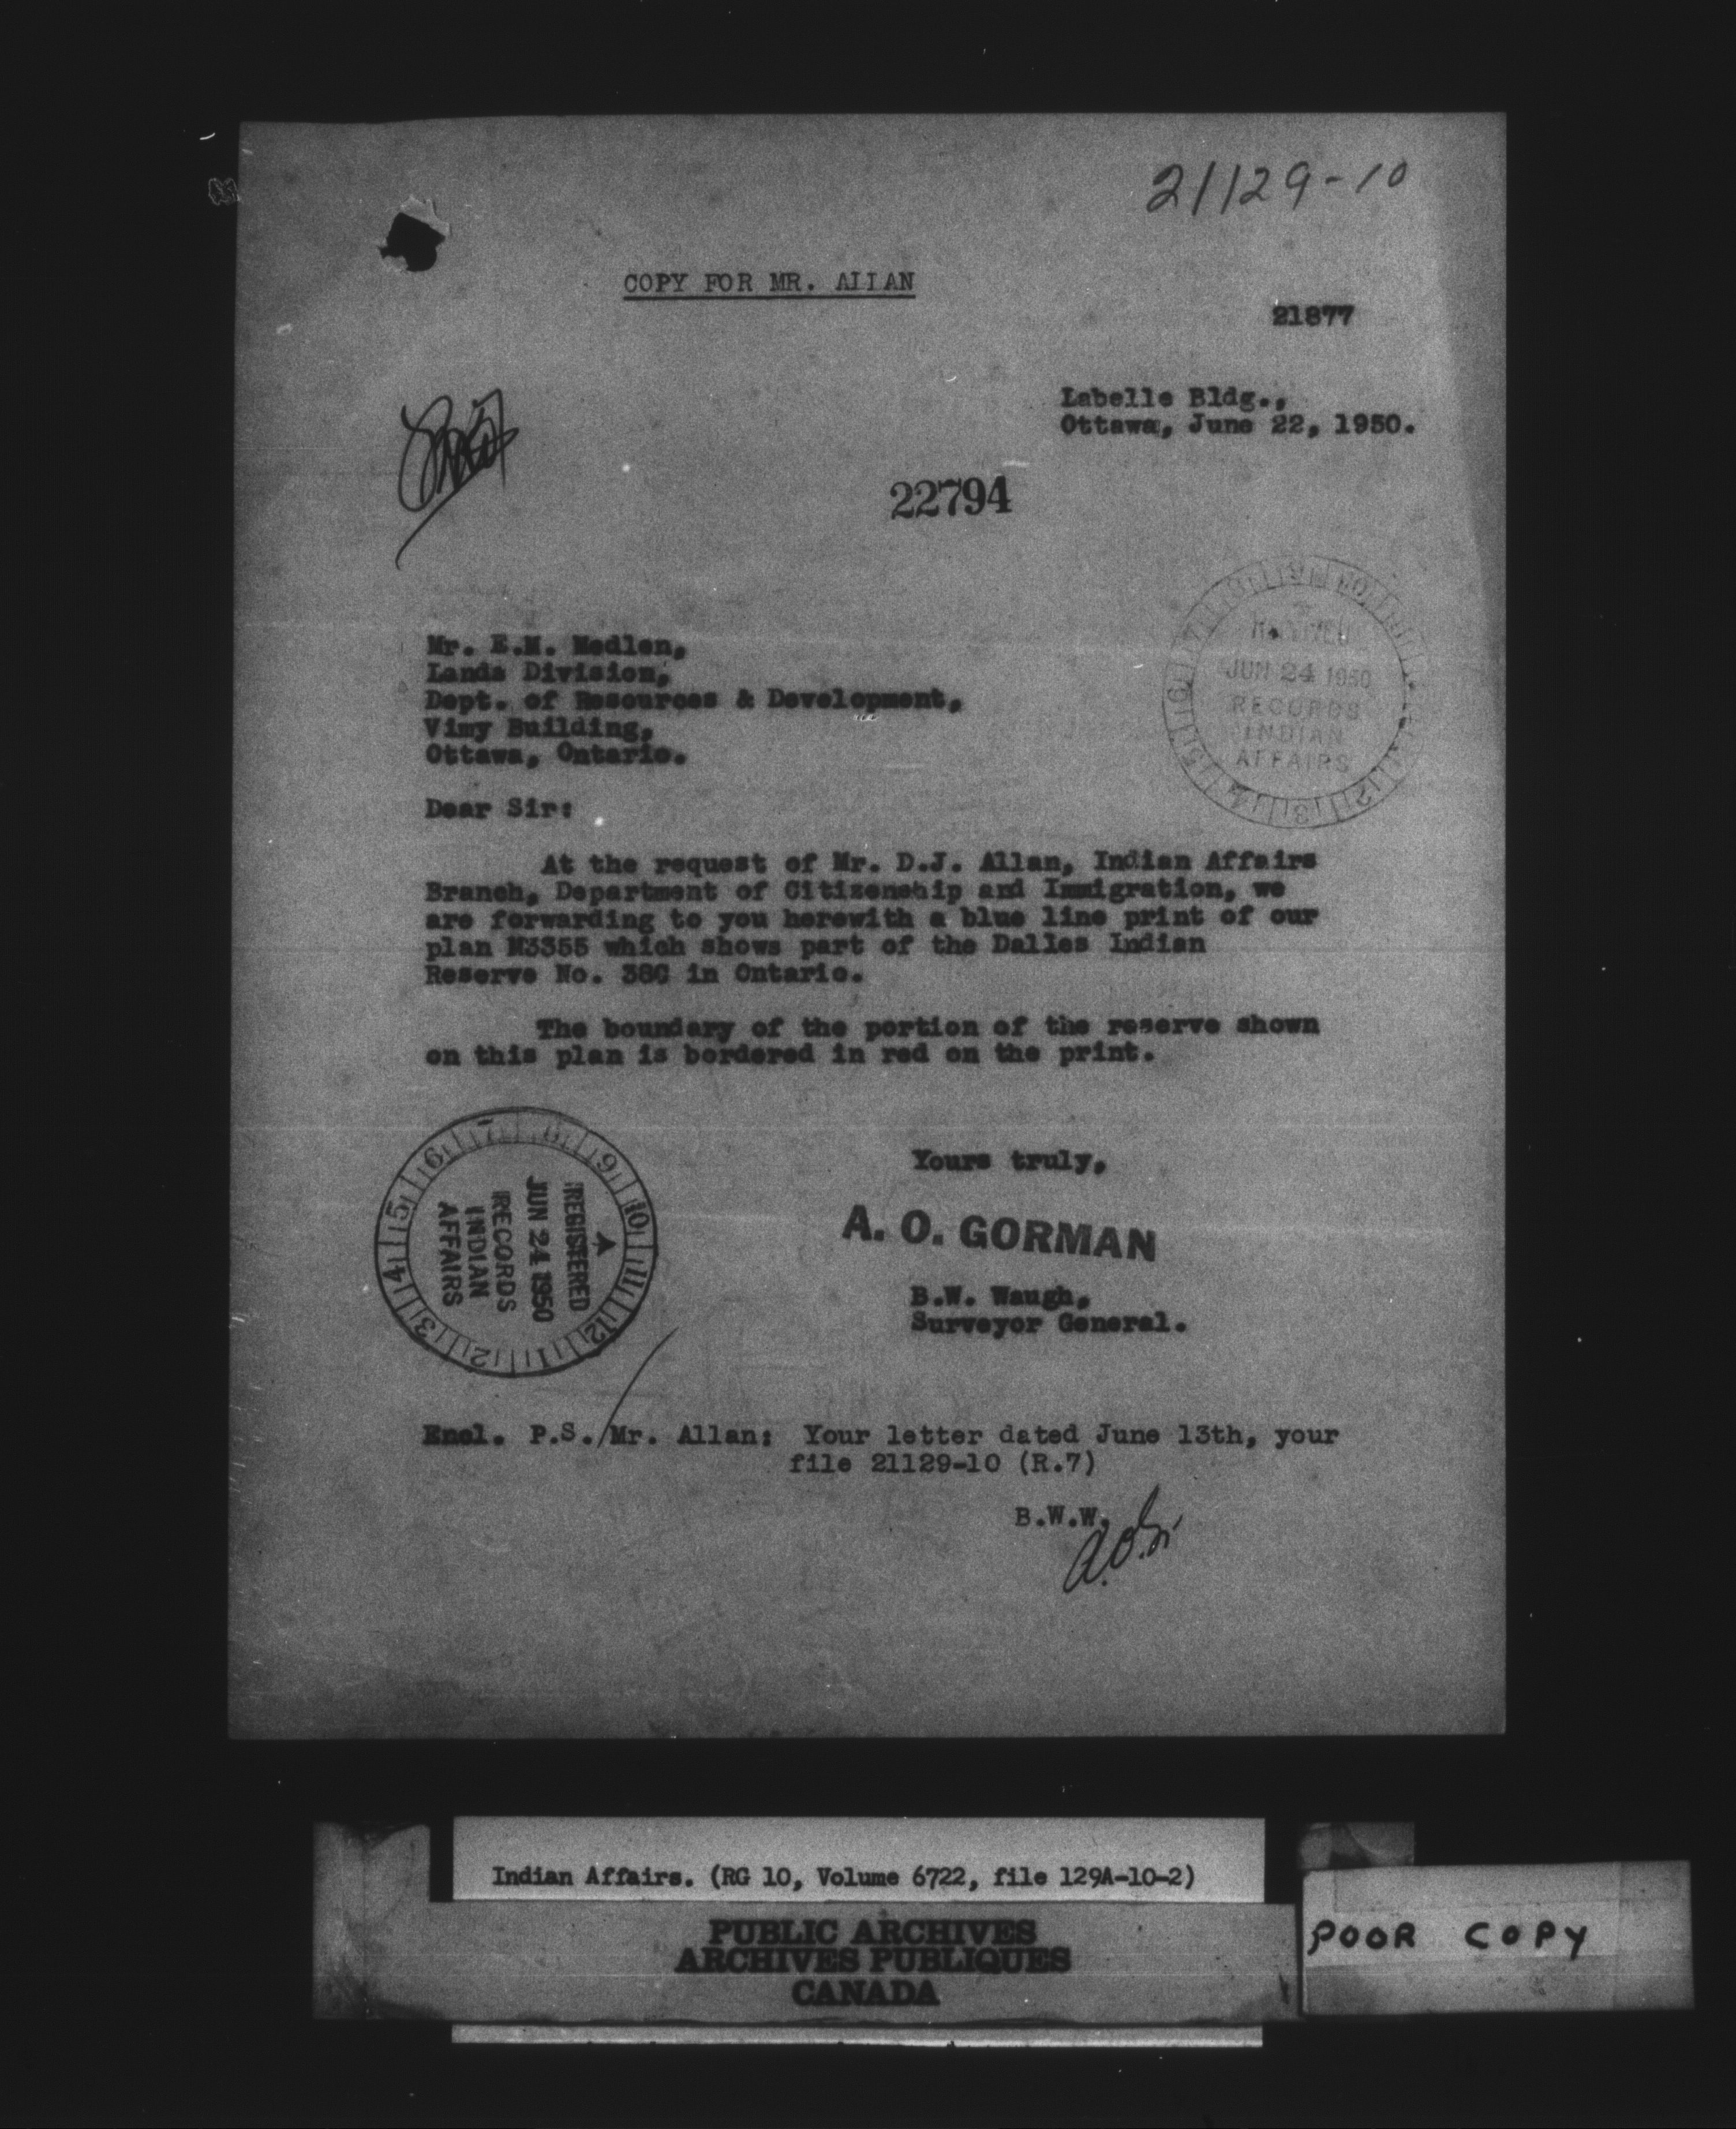 21129-10
COPY FOR MR. ALLAN
21877
Labelle Bldg.,
Ottawa, June 22, 1950.
22794
RECEIVED
JUN 24 1950
RECORDS
INDIAN
AFFAIRS
Mr. E.M. Medlen,
Lands Division,
Dept. of Resources & Development,
Vimy Building,
Ottawa, Ontario.
Dear Sir:
At the request of Mr. D.J. Allan, Indian Affairs
Branch, Department of Citizenship and Immigration, we
are forwarding to you herewith a blue line print of our
plan M3355 which shows part of the Dalles Indian
Reserve No. 38C in Ontario.
The boundary of the portion of the reserve shown
on this plan is bordered in red on the print.
REGISTERED
JUN 24 1950
RECORDS
INDIAN
AFFAIRS
Yours truly,
A. O. GORMAN
B.W. Waugh,
Surveyor General.
Encl. P.S./Mr. Allan: Your letter dated June 13th, your
file 21129-10 (R.7)
B.W.W.
Indian Affairs. (RG 10, Volume 6722, file 129A-10-2)
PUBLIC ARCHIVES
ARCHIVES PUBLIQUES
CANADA
POOR COPY